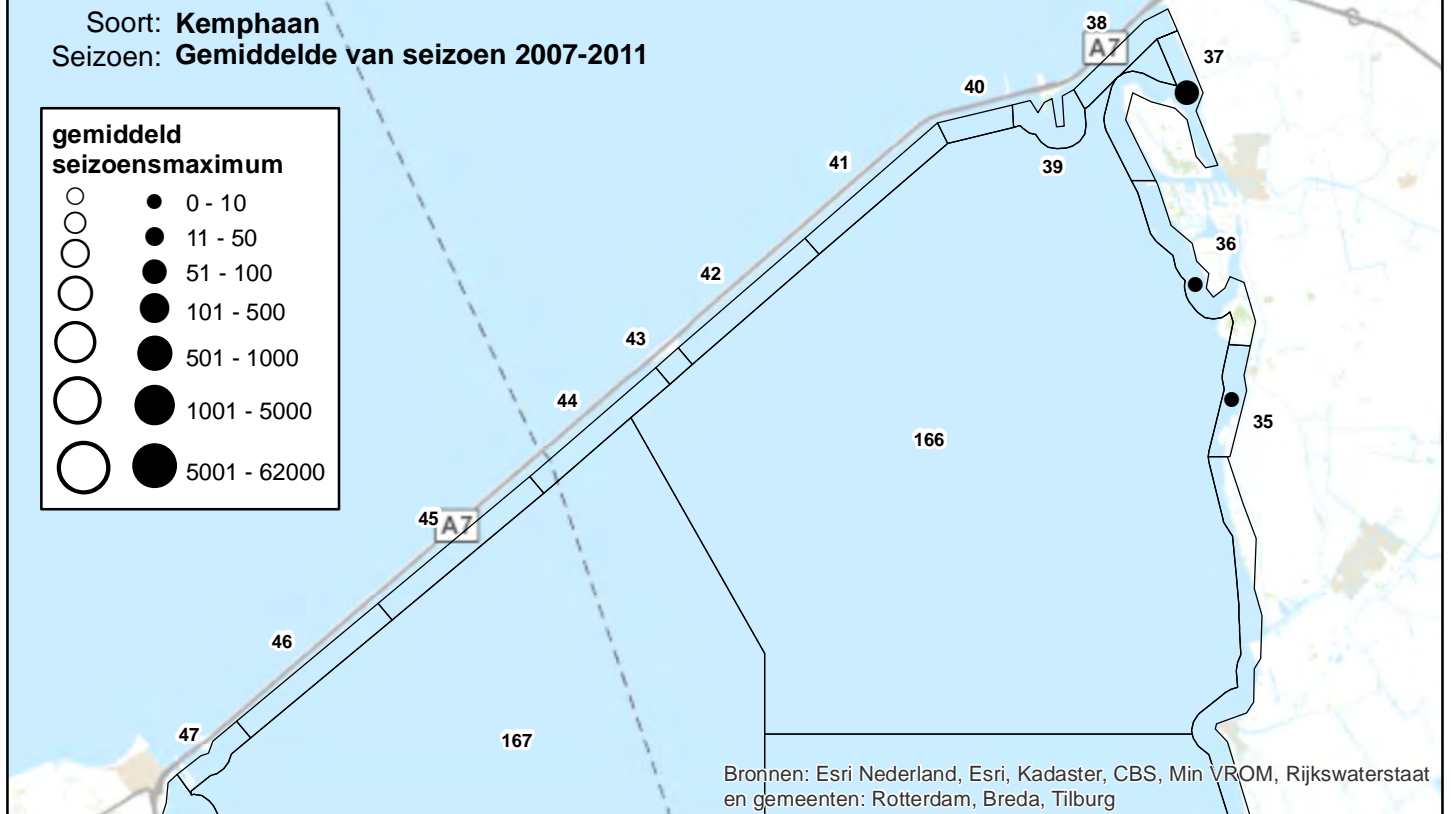 Soort: Kemphaan
Seizoen: Gemiddelde van seizoen 2007-2011
gemiddeld
seizoensmaximum
0 - 10
11 - 50
51 - 100
101 - 500
501 - 1000
1001 - 5000
5001 - 62000
38
A7
37
40
41
39
36
42
43
44
35
166
45
A7
46
47
167
Bronnen: Esri Nederland, Esri, Kadaster, CBS, Min VROM, Rijkswaterstaat
en gemeenten: Rotterdam, Breda, Tilburg